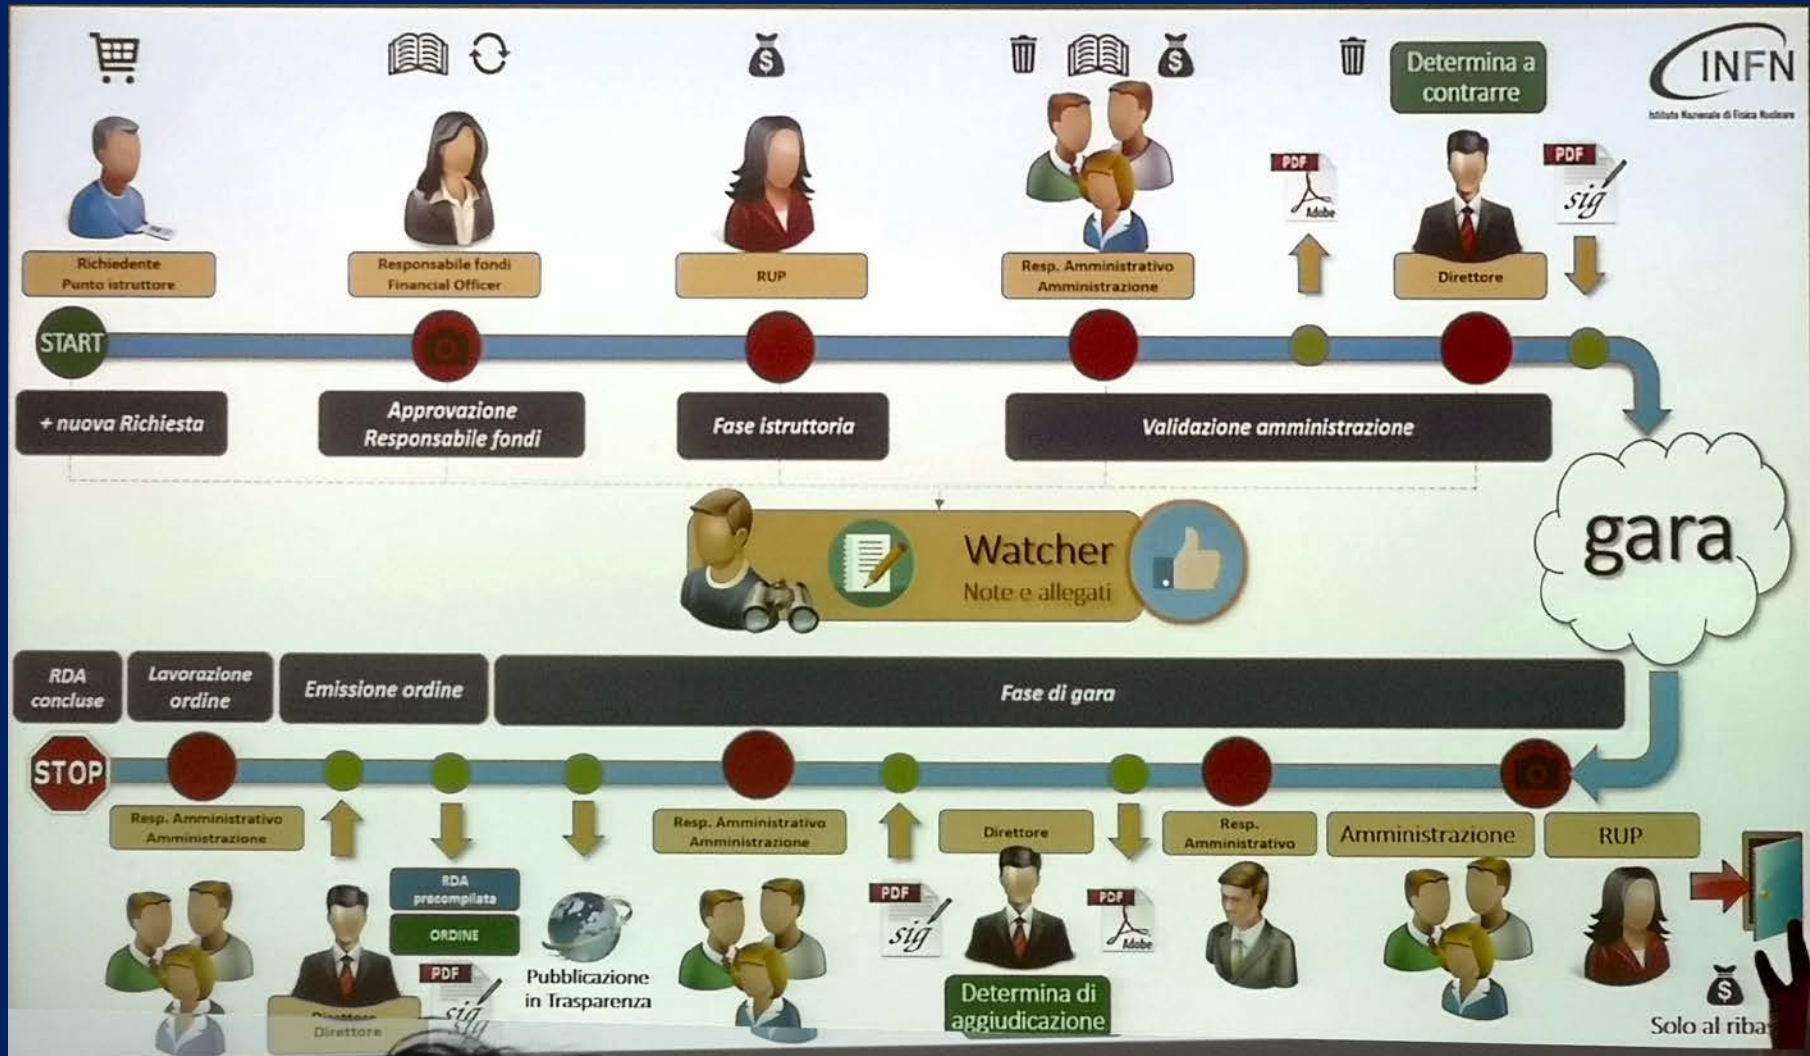 Determina a
contrarre
INFN
Istituto Nazionale di Fisica Nucleare
PDF
Adobe
PDF
sig
Richiedente
Punto istruttore
Responsabile fondi
Financial Officer
RUP
Resp. Amministrativo
Amministrazione
Direttore
START
+ nuova Richiesta
Approvazione
Responsabile fondi
Fase istruttoria
Validazione amministrazione
gara
Watcher
Note e allegati
RDA
concluse
Lavorazione
ordine
Emissione ordine
Fase di gara
STOP
Resp. Amministrativo
Amministrazione
Resp. Amministrativo
Amministrazione
Direttore
Resp.
Amministrativo
Amministrazione
RUP
RDA
precompilata
ORDINE
PDF
sig
PDF
Adobe
PDF
sig
Pubblicazione
in Trasparenza
Determina di
aggiudicazione
Direttore
Direttore
sig
Solo al